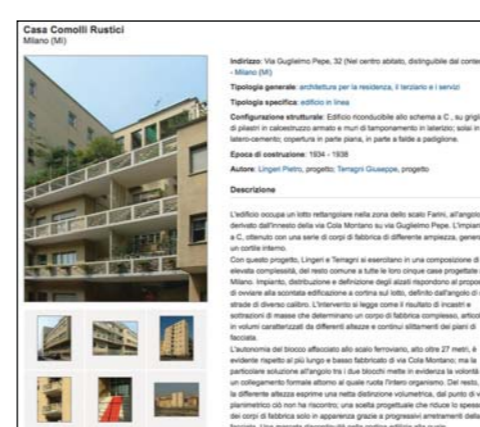 Casa Comolli Rustici
Milano (MI)
Indirizzo: Via Guglielmo Pepe, 32 (Nel centro abitato, distinguibile dal conte
- Milano (MI)
Tipologia generale: architettura per la residenza, il terziario e i servizi
Tipologia specifica: edificio in linea
Configurazione strutturale: Edificio riconducibile allo schema a C , su grigli
di pilastri in calcestruzzo armato e muri di tamponamento in laterizio; solai in
latero-cemento; copertura in parte piana, in parte a falde a padiglione.
Epoca di costruzione: 1934 - 1938
Autore: Lingeri Pietro, progetto; Terragni Giuseppe, progetto
Descrizione
L'edificio occupa un lotto rettangolare nella zona dello scalo Farini, all'angolo
derivato dall'innesto della via Cola Montano su via Guglielmo Pepe. L'impian
a C, ottenuto con una serie di corpi di fabbrica di differente ampiezza, gener
un cortile interno.
Con questo progetto, Lingeri e Terragni si esercitano in una composizione di
elevata complessità, del resto comune a tutte le loro cinque case progettate
Milano. Impianto, distribuzione e definizione degli alzati rispondono al propos
di ovviare alla scontata edificazione a cortina sul lotto, definito dall'angolo di
strade di diverso calibro. L'intervento si legge come il risultato di incastri e
sottrazioni di masse che determinano un corpo di fabbrica complesso, articol
in volumi caratterizzati da differenti altezze e continui slittamenti dei piani di
facciata.
L'autonomia del blocco affacciato allo scalo ferroviario, alto oltre 27 metri, è
evidente rispetto al più lungo e basso fabbricato di via Cola Montano; ma la
particolare soluzione all'angolo tra i due blocchi mette in evidenza la volontà
un collegamento formale attorno al quale ruota l'intero organismo. Del resto,
la differente altezza esprime una netta distinzione volumetrica, dal punto di v
planimetrico ciò non ha riscontro; una scelta progettuale che riduce lo spesso
dei corpi di fabbrica solo in apparenza grazie a progressivi arretramenti della